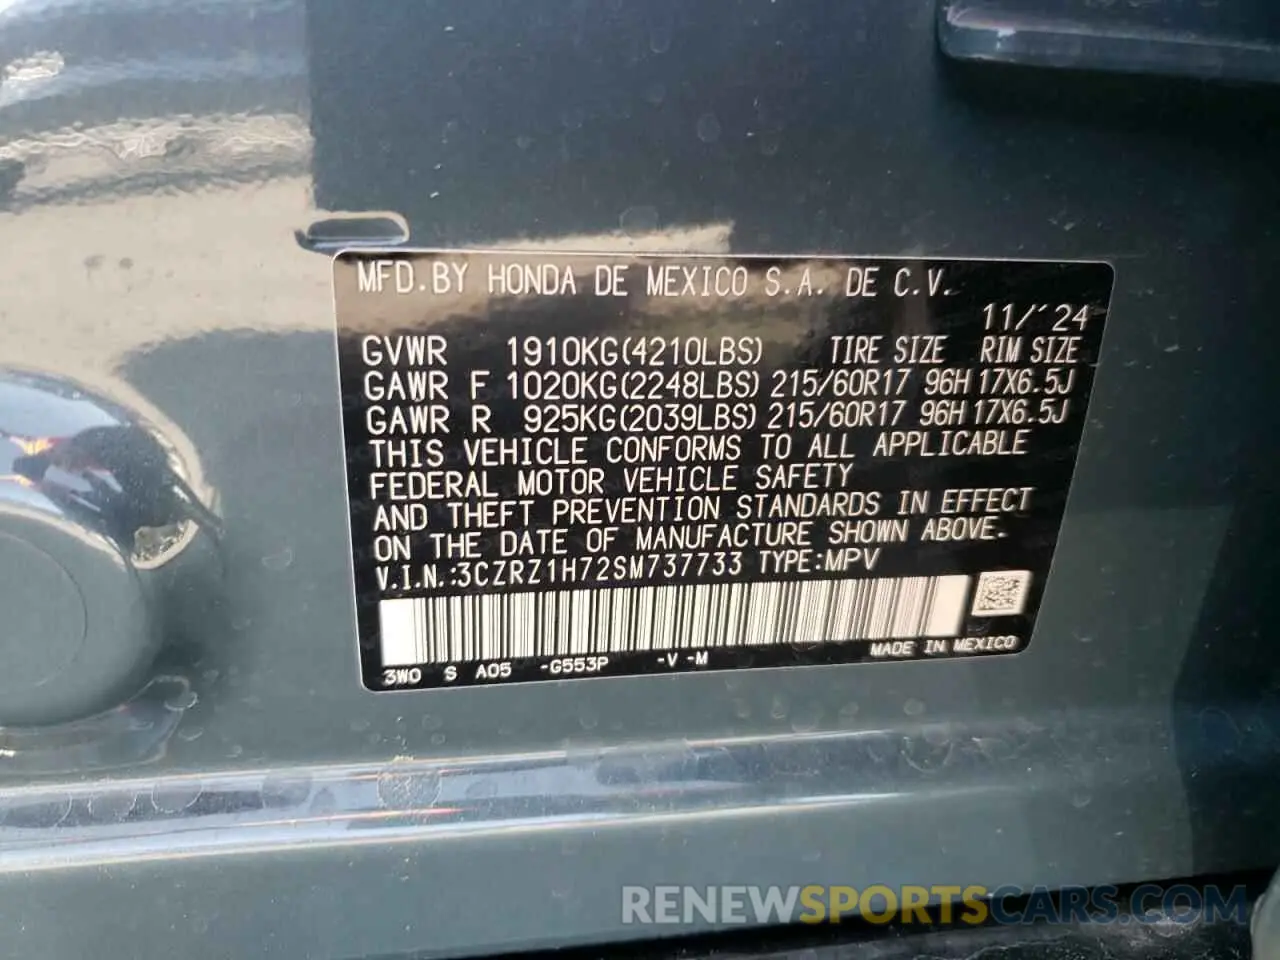 MFD.BY HONDA DE MEXICO S.A. DE C.V.
11/´24
GVWR 1910KG(4210LBS) TIRE SIZE RIM SIZE
GAWR F 1020KG(2248LBS) 215/60R17 96H 17X6.5J
GAWR R 925KG(2039LBS) 215/60R17 96H 17X6.5J
THIS VEHICLE CONFORMS TO ALL APPLICABLE
FEDERAL MOTOR VEHICLE SAFETY
AND THEFT PREVENTION STANDARDS IN EFFECT
ON THE DATE OF MANUFACTURE SHOWN ABOVE.
V.I.N.:3CZRZ1H72SM737733 TYPE:MPV
3W0 S A05 -G553P -V -M MADE IN MEXICO
RENEWSPORTSCARS.COM